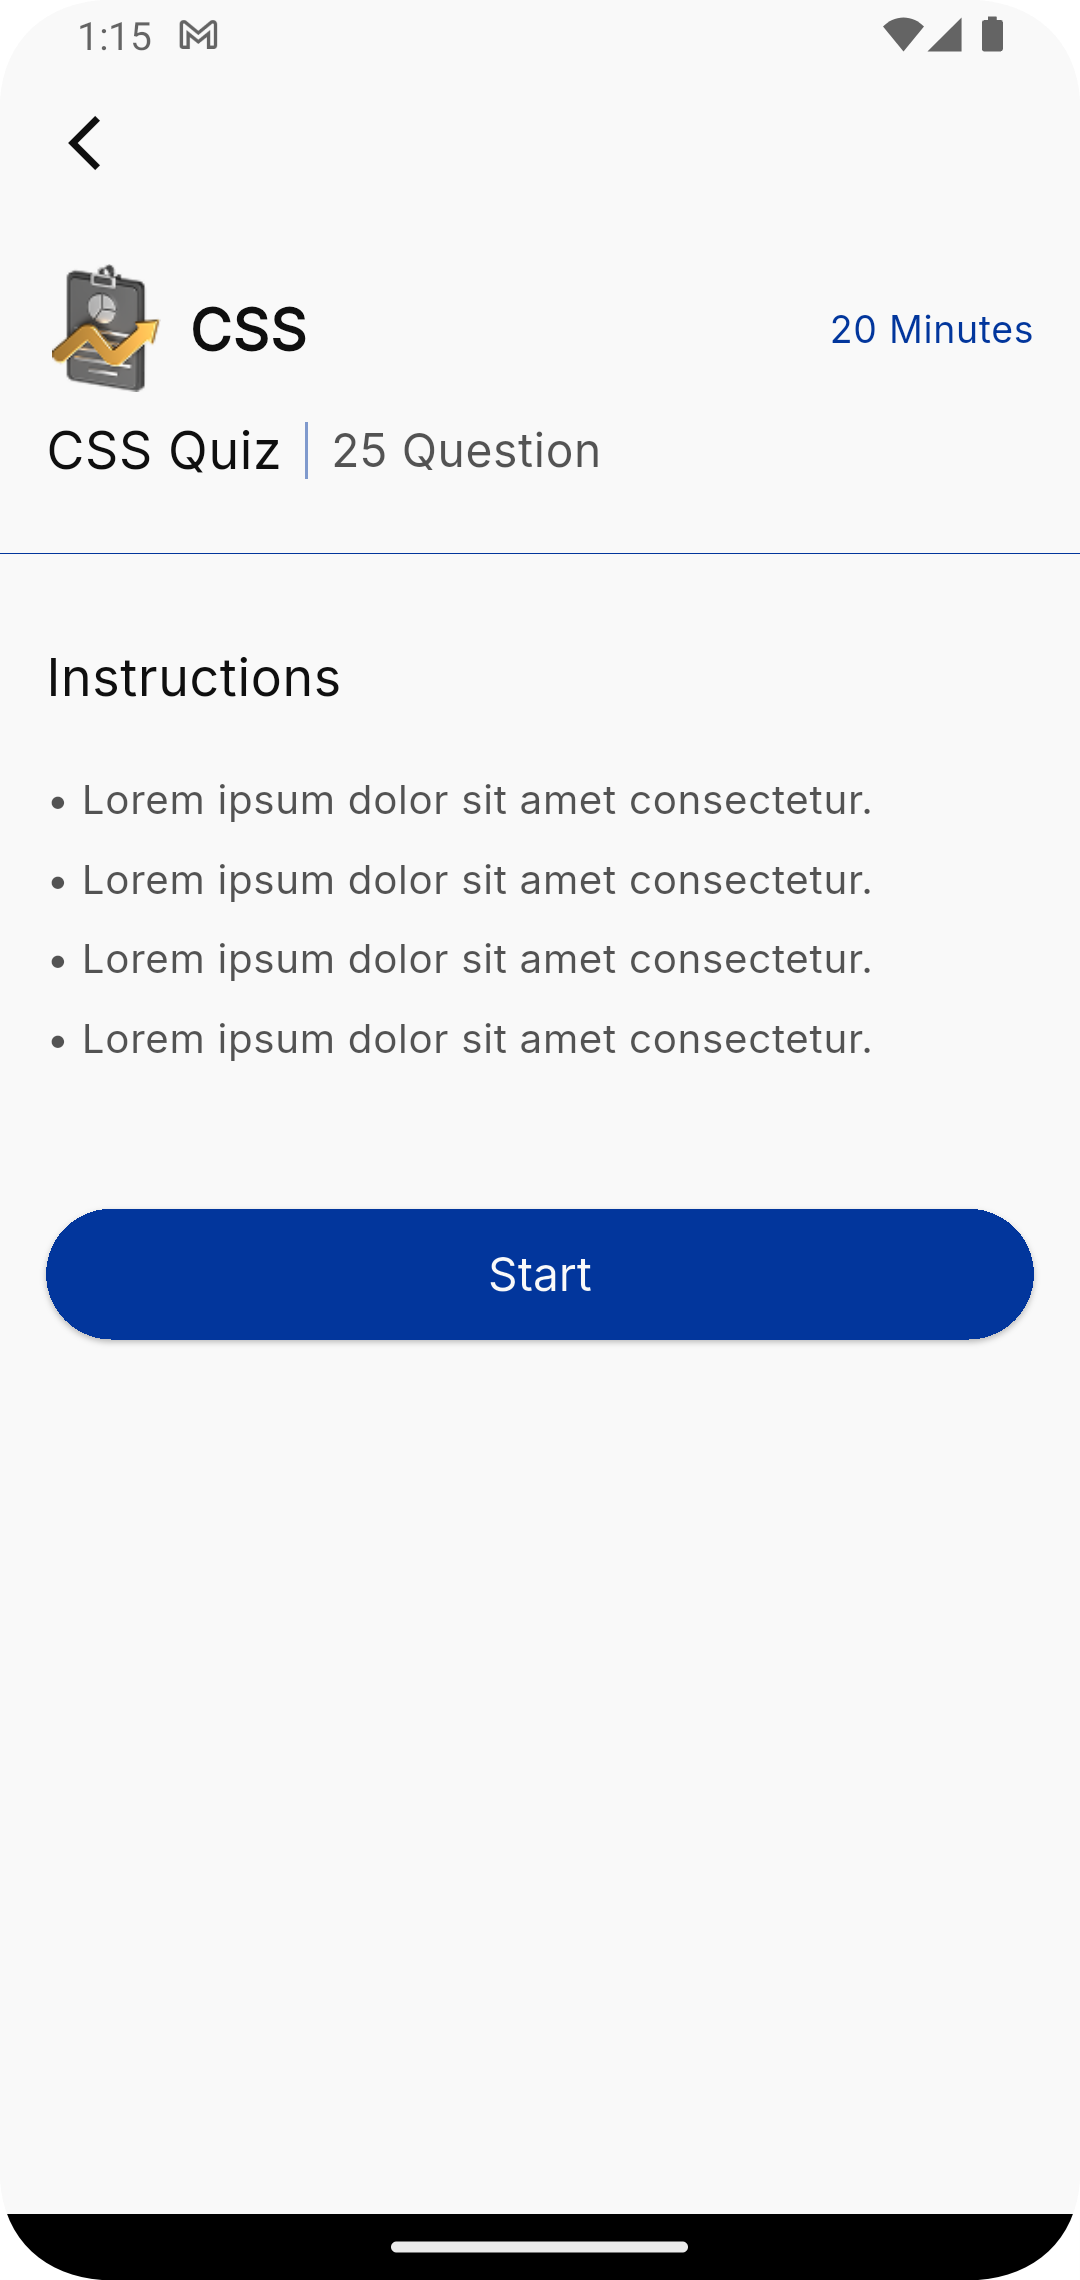 1:15
CSS
20 Minutes
CSS Quiz
25 Question
Instructions
• Lorem ipsum dolor sit amet consectetur.
• Lorem ipsum dolor sit amet consectetur.
• Lorem ipsum dolor sit amet consectetur.
• Lorem ipsum dolor sit amet consectetur.
Start